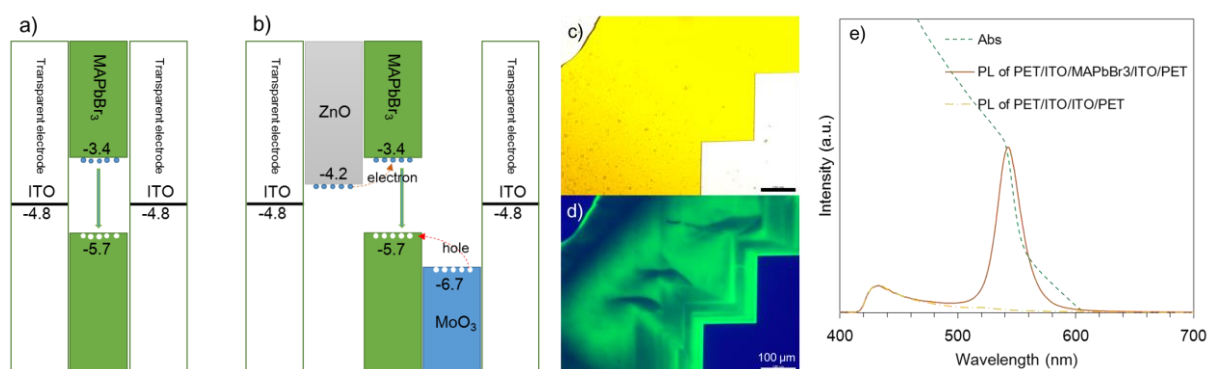 a)
Transparent electrode
MAPbBr3
Transparent electrode
-3.4
ITO
-4.8
ITO
-4.8
-5.7
b)
Transparent electrode
ZnO
MAPbBr3
Transparent electrode
-3.4
-4.2
electron
ITO
-4.8
ITO
-4.8
-5.7
hole
-6.7
MoO3
c)
d)
100 µm
e)
Abs
PL of PET/ITO/MAPbBr3/ITO/PET
PL of PET/ITO/ITO/PET
Intensity (a.u.)
400
500
600
700
Wavelength (nm)